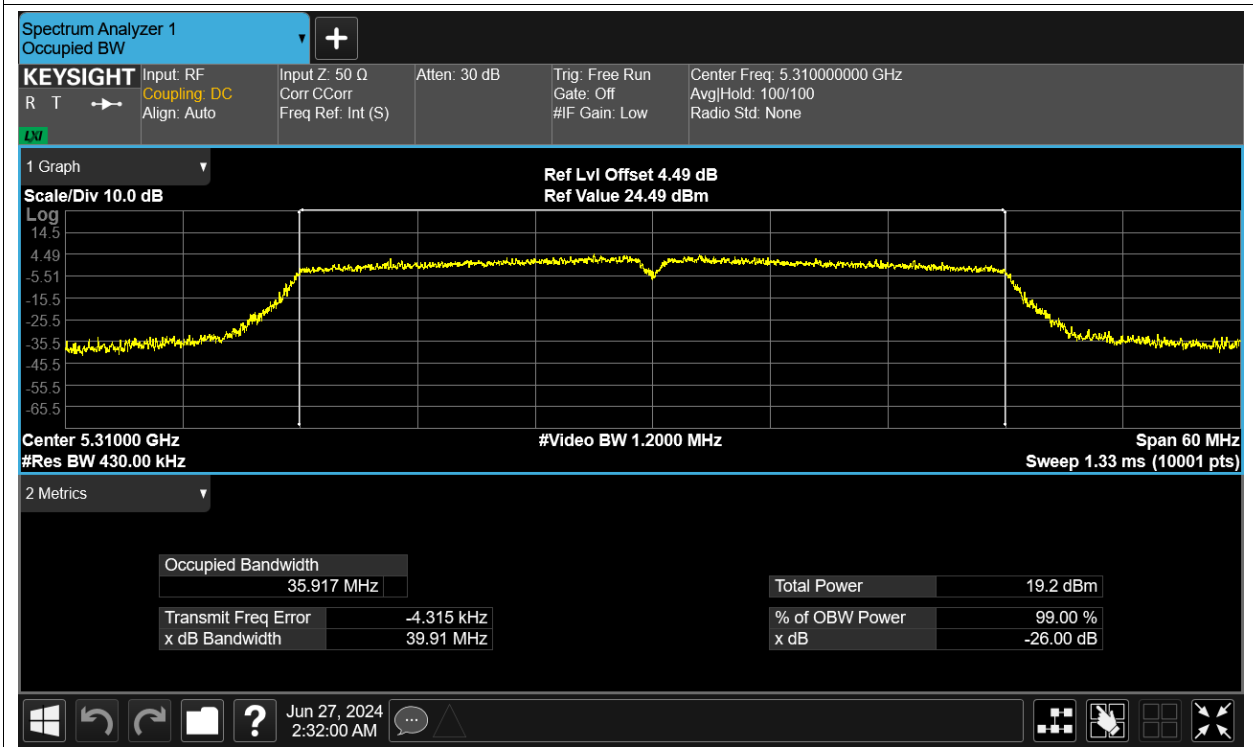 Spectrum Analyzer 1
Occupied BW
KEYSIGHT
R T
LXI
Input: RF
Coupling: DC
Align: Auto
Input Z: 50 Ω
Corr CCorr
Freq Ref: Int (S)
Atten: 30 dB
Trig: Free Run
Gate: Off
#IF Gain: Low
Center Freq: 5.310000000 GHz
Avg|Hold: 100/100
Radio Std: None
1 Graph
Scale/Div 10.0 dB
Ref Lvl Offset 4.49 dB
Ref Value 24.49 dBm
Log
14.5
4.49
-5.51
-15.5
-25.5
-35.5
-45.5
-55.5
-65.5
Center 5.31000 GHz
#Res BW 430.00 kHz
#Video BW 1.2000 MHz
Span 60 MHz
Sweep 1.33 ms (10001 pts)
2 Metrics
Occupied Bandwidth
35.917 MHz
Transmit Freq Error -4.315 kHz
x dB Bandwidth 39.91 MHz
Total Power 19.2 dBm
% of OBW Power 99.00 %
x dB -26.00 dB
?
Jun 27, 2024
2:32:00 AM